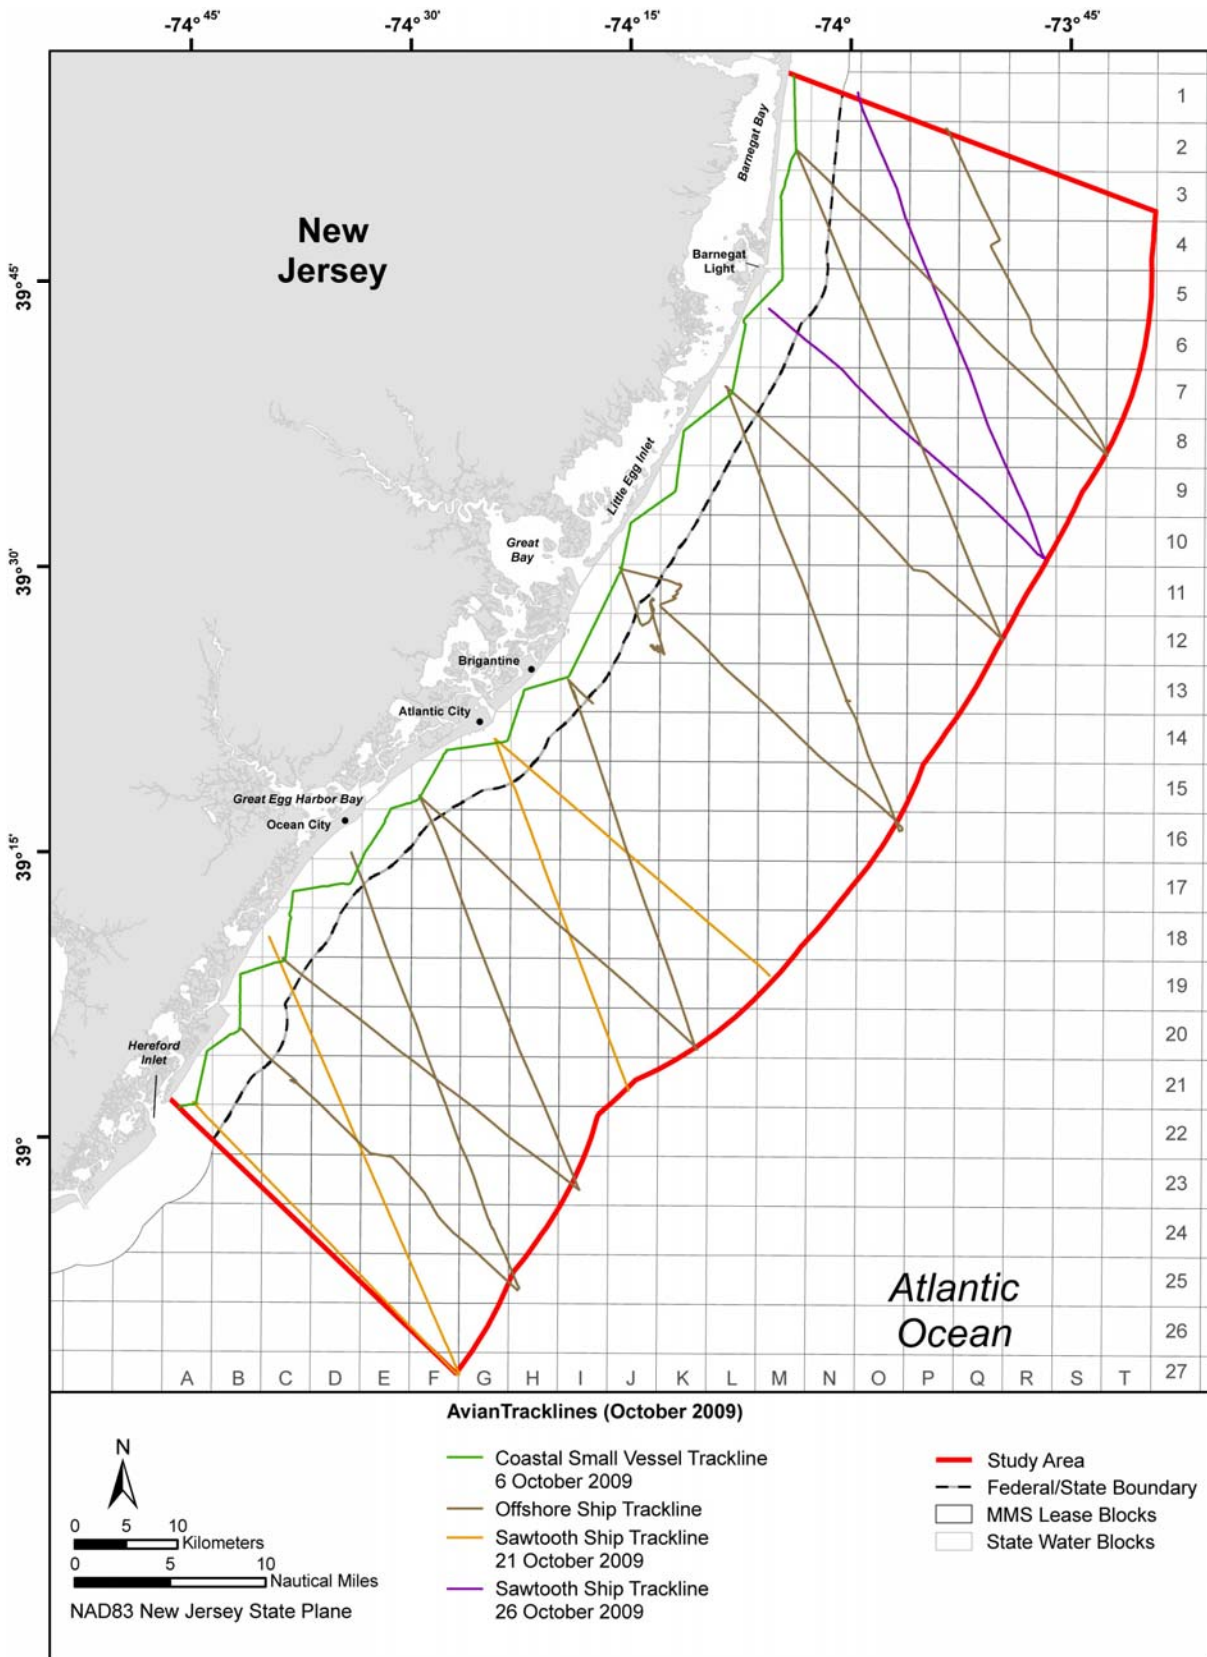 -74°45'
-74°30'
-74°15'
-74°
-73°45'
39°45'
39°30'
39°15'
39°
New
Jersey
Barnegat Bay
Barnegat
Light
Little Egg Inlet
Great
Bay
Brigantine
Atlantic City
Great Egg Harbor Bay
Ocean City
Hereford
Inlet
Atlantic
Ocean
1
2
3
4
5
6
7
8
9
10
11
12
13
14
15
16
17
18
19
20
21
22
23
24
25
26
27
A B C D E F G H I J K L M N O P Q R S T
AvianTracklines (October 2009)
N
0 5 10
Kilometers
0 5 10
Nautical Miles
NAD83 New Jersey State Plane
Coastal Small Vessel Trackline
6 October 2009
Offshore Ship Trackline
Sawtooth Ship Trackline
21 October 2009
Sawtooth Ship Trackline
26 October 2009
Study Area
Federal/State Boundary
MMS Lease Blocks
State Water Blocks